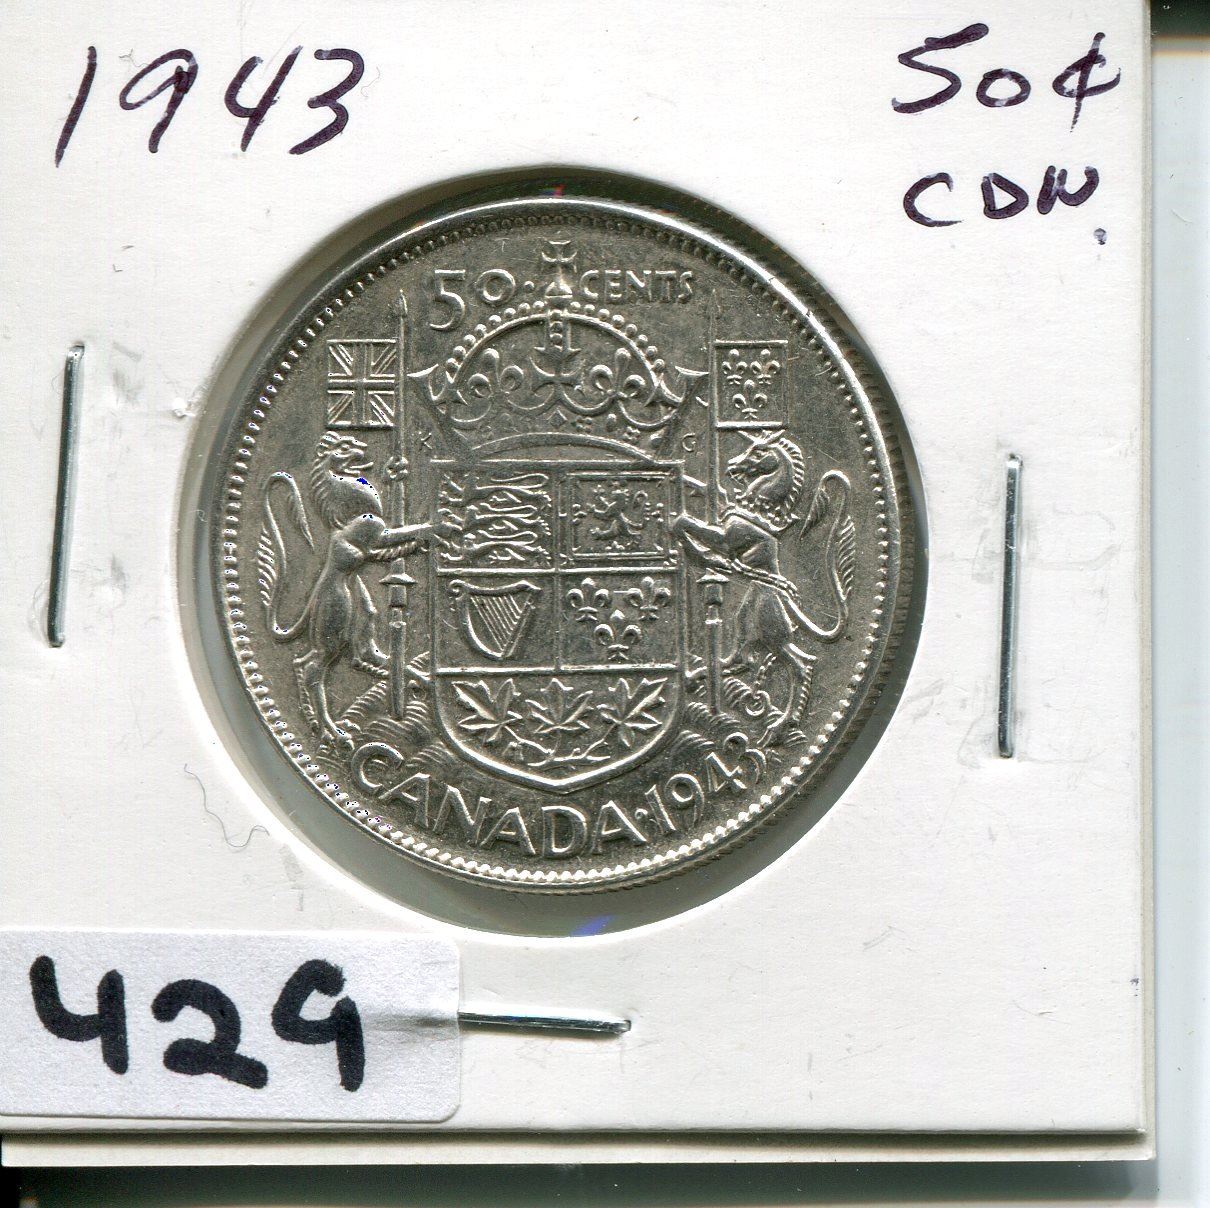 1943
50¢
CDN.
50 · CENTS
K G
CANADA · 1943
429